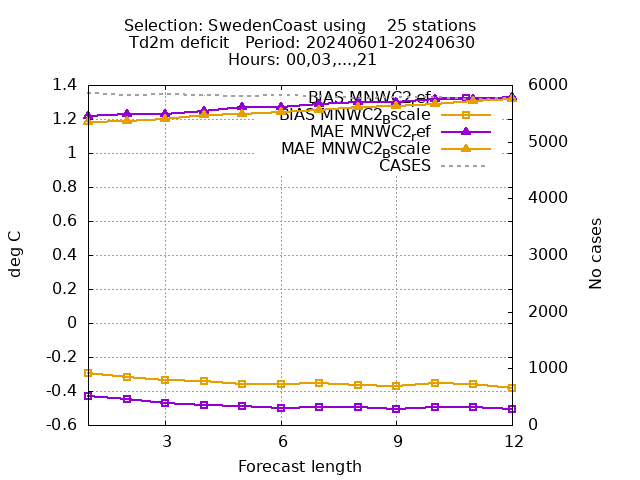 Selection: SwedenCoast using    25 stations
Td2m deficit   Period: 20240601-20240630
Hours: 00,03,...,21
BIAS MNWC2_ref
BIAS MNWC2_Bscale
MAE MNWC2_ref
MAE MNWC2_Bscale
CASES
1.4
1.2
1
0.8
0.6
0.4
0.2
0
-0.2
-0.4
-0.6
deg C
6000
5000
4000
3000
2000
1000
0
No cases
3 6 9 12
Forecast length